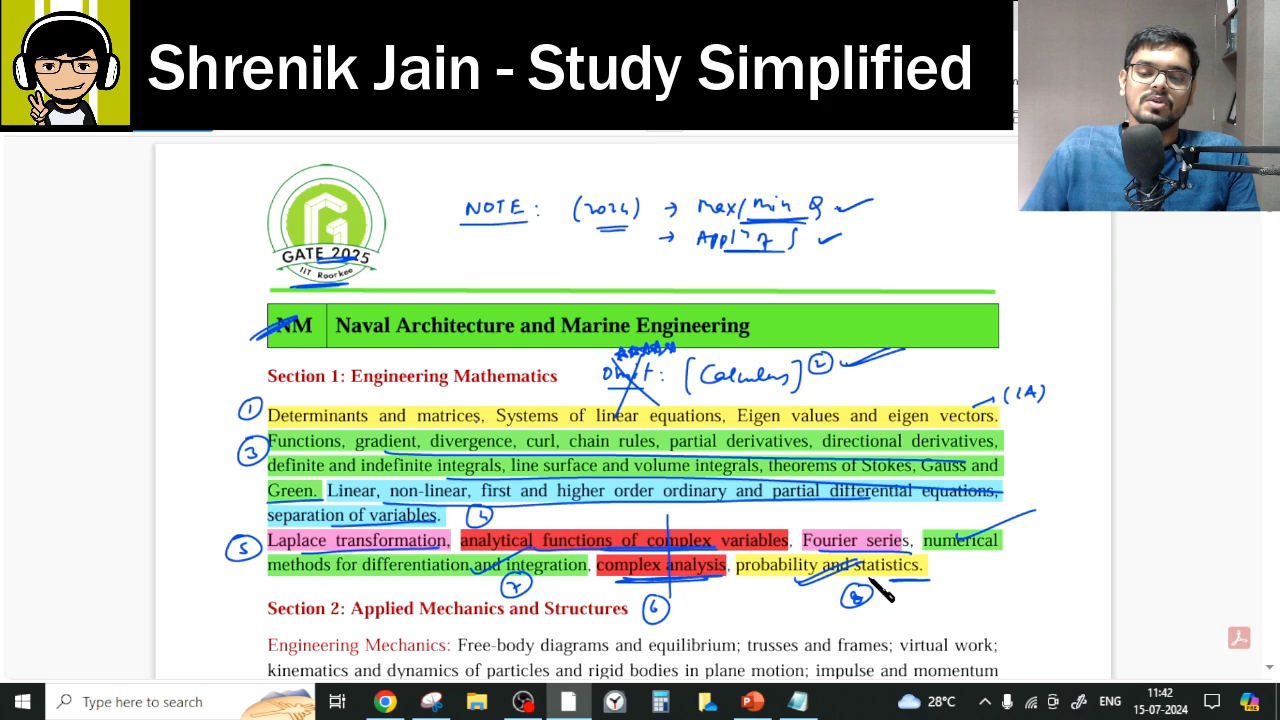 Shrenik Jain - Study Simplified
GATE 2025
IIT Roorkee
NOTE : (2024) → Max/Min Q
→ Appli
NM Naval Architecture and Marine Engineering
Section 1: Engineering Mathematics
: [Calculus] 2
1 Determinants and matrices, Systems of linear equations, Eigen values and eigen vectors. → (LA)
3 Functions, gradient, divergence, curl, chain rules, partial derivatives, directional derivatives,
definite and indefinite integrals, line surface and volume integrals, theorems of Stokes, Gauss and
Green. Linear, non-linear, first and higher order ordinary and partial differential equations,
separation of variables. 4
5 Laplace transformation, analytical functions of complex variables, Fourier series, numerical
methods for differentiation and integration, complex analysis, probability and statistics.
7 8
Section 2: Applied Mechanics and Structures 6
Engineering Mechanics: Free-body diagrams and equilibrium; trusses and frames; virtual work;
kinematics and dynamics of particles and rigid bodies in plane motion; impulse and momentum
Type here to search
28°C
ENG
11:42
15-07-2024